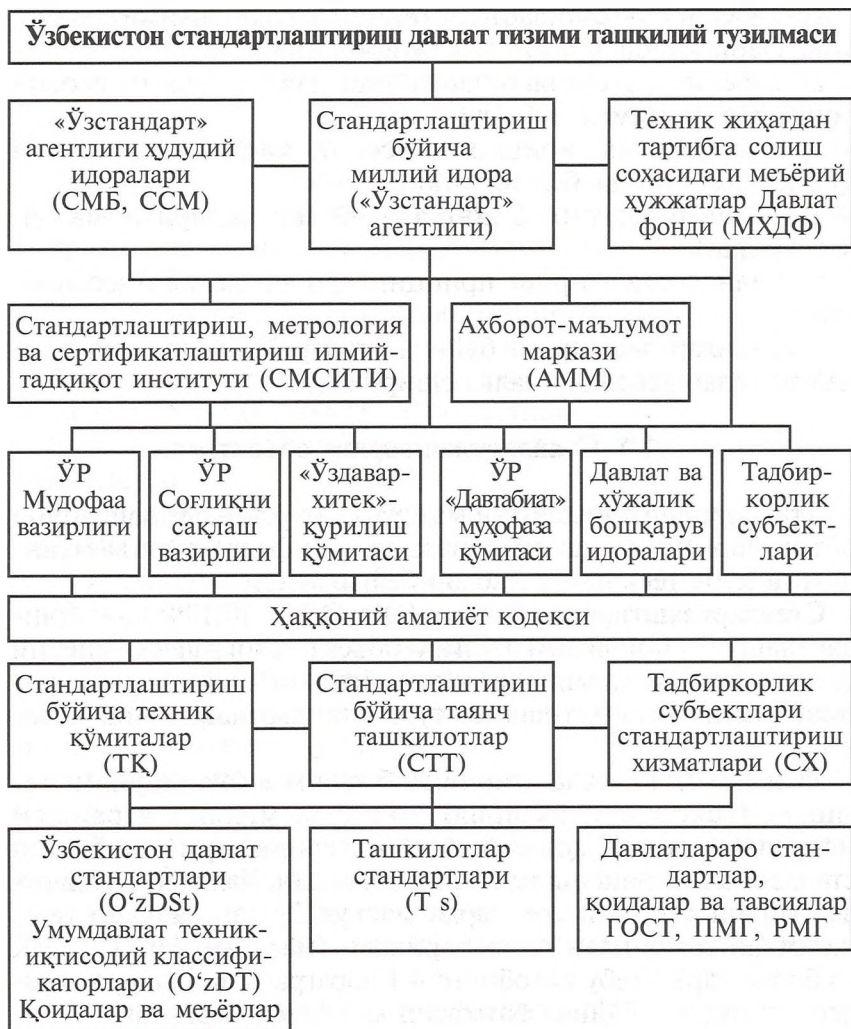 Ўзбекистон стандартлаштириш давлат тизими ташкилий тузилмаси
«Ўзстандарт»
агентлиги ҳудудий
идоралари
(СМБ, ССМ)
Стандартлаштириш
бўйича
миллий идора
(«Ўзстандарт»
агентлиги)
Техник жиҳатдан
тартибга солиш
соҳасидаги меъёрий
ҳужжатлар Давлат
фонди (МХДФ)
Стандартлаштириш, метрология
ва сертификатлаштириш илмий-
тадқиқот институти (СМСИТИ)
Ахборот-маълумот
маркази
(АММ)
ЎР
Мудофаа
вазирлиги
ЎР
Соғлиқни
сақлаш
вазирлиги
«Ўздавар-
хитек»-
қурилиш
қўмитаси
ЎР
«Давтабиат»
муҳофаза
қўмитаси
Давлат ва
хўжалик
бошқарув
идоралари
Тадбир-
корлик
субъект-
лари
Ҳаққоний амалиёт кодекси
Стандартлаштириш
бўйича техник
қўмиталар
(ТҚ)
Стандартлаштириш
бўйича таянч
ташкилотлар
(СТТ)
Тадбиркорлик
субъектлари
стандартлаштириш
хизматлари (СХ)
Ўзбекистон давлат
стандартлари
(O‘zDSt)
Умумдавлат техник-
иқтисодий классифи-
каторлари (O‘zDT)
Қоидалар ва меъёрлар
Ташкилотлар
стандартлари
(T s)
Давлатлараро стан-
дартлар,
қоидалар ва тавсиялар
ГОСТ, ПМГ, РМГ